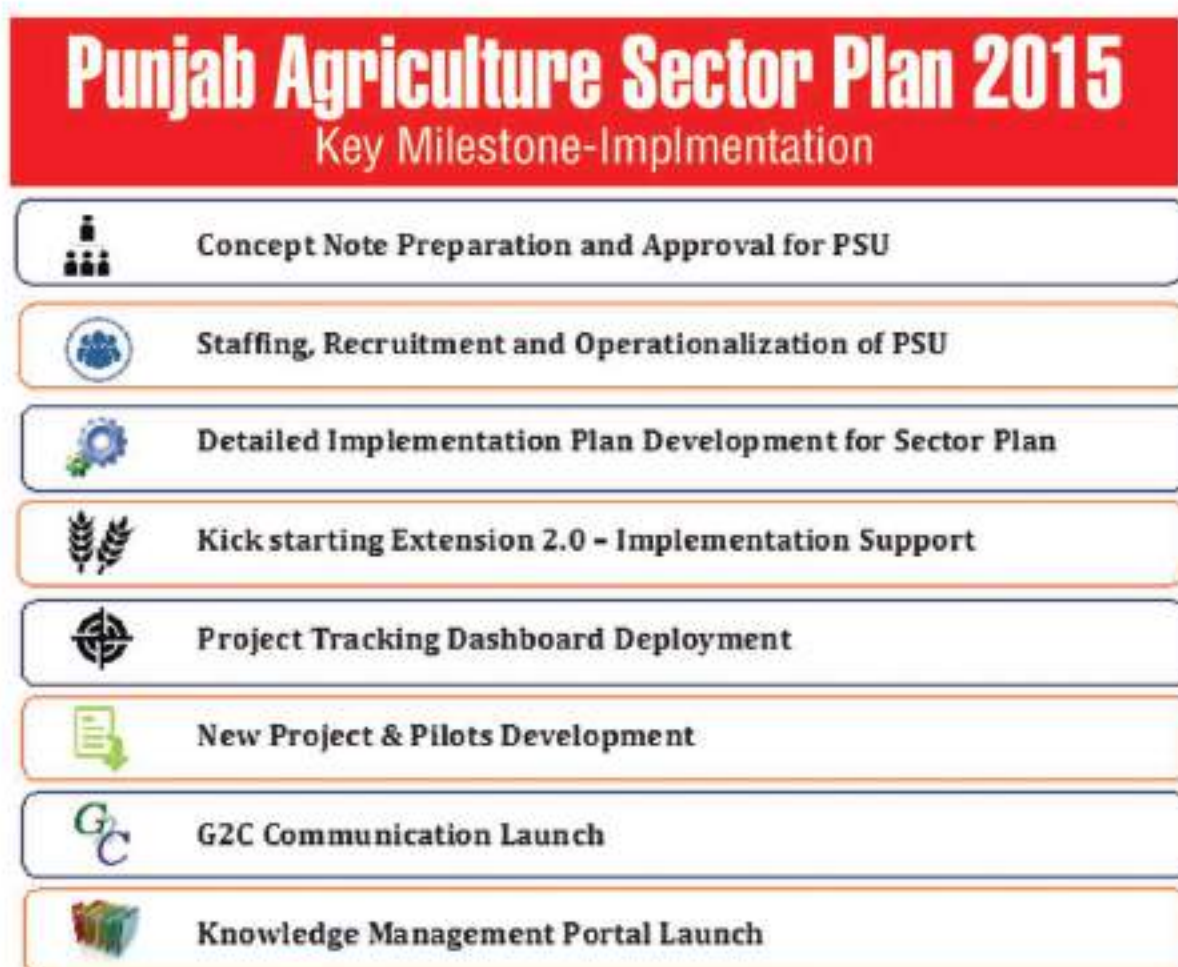 Punjab Agriculture Sector Plan 2015
Key Milestone-Implmentation
Concept Note Preparation and Approval for PSU
Staffing, Recruitment and Operationalization of PSU
Detailed Implementation Plan Development for Sector Plan
Kick starting Extension 2.0 – Implementation Support
Project Tracking Dashboard Deployment
New Project & Pilots Development
G2C
G2C Communication Launch
Knowledge Management Portal Launch